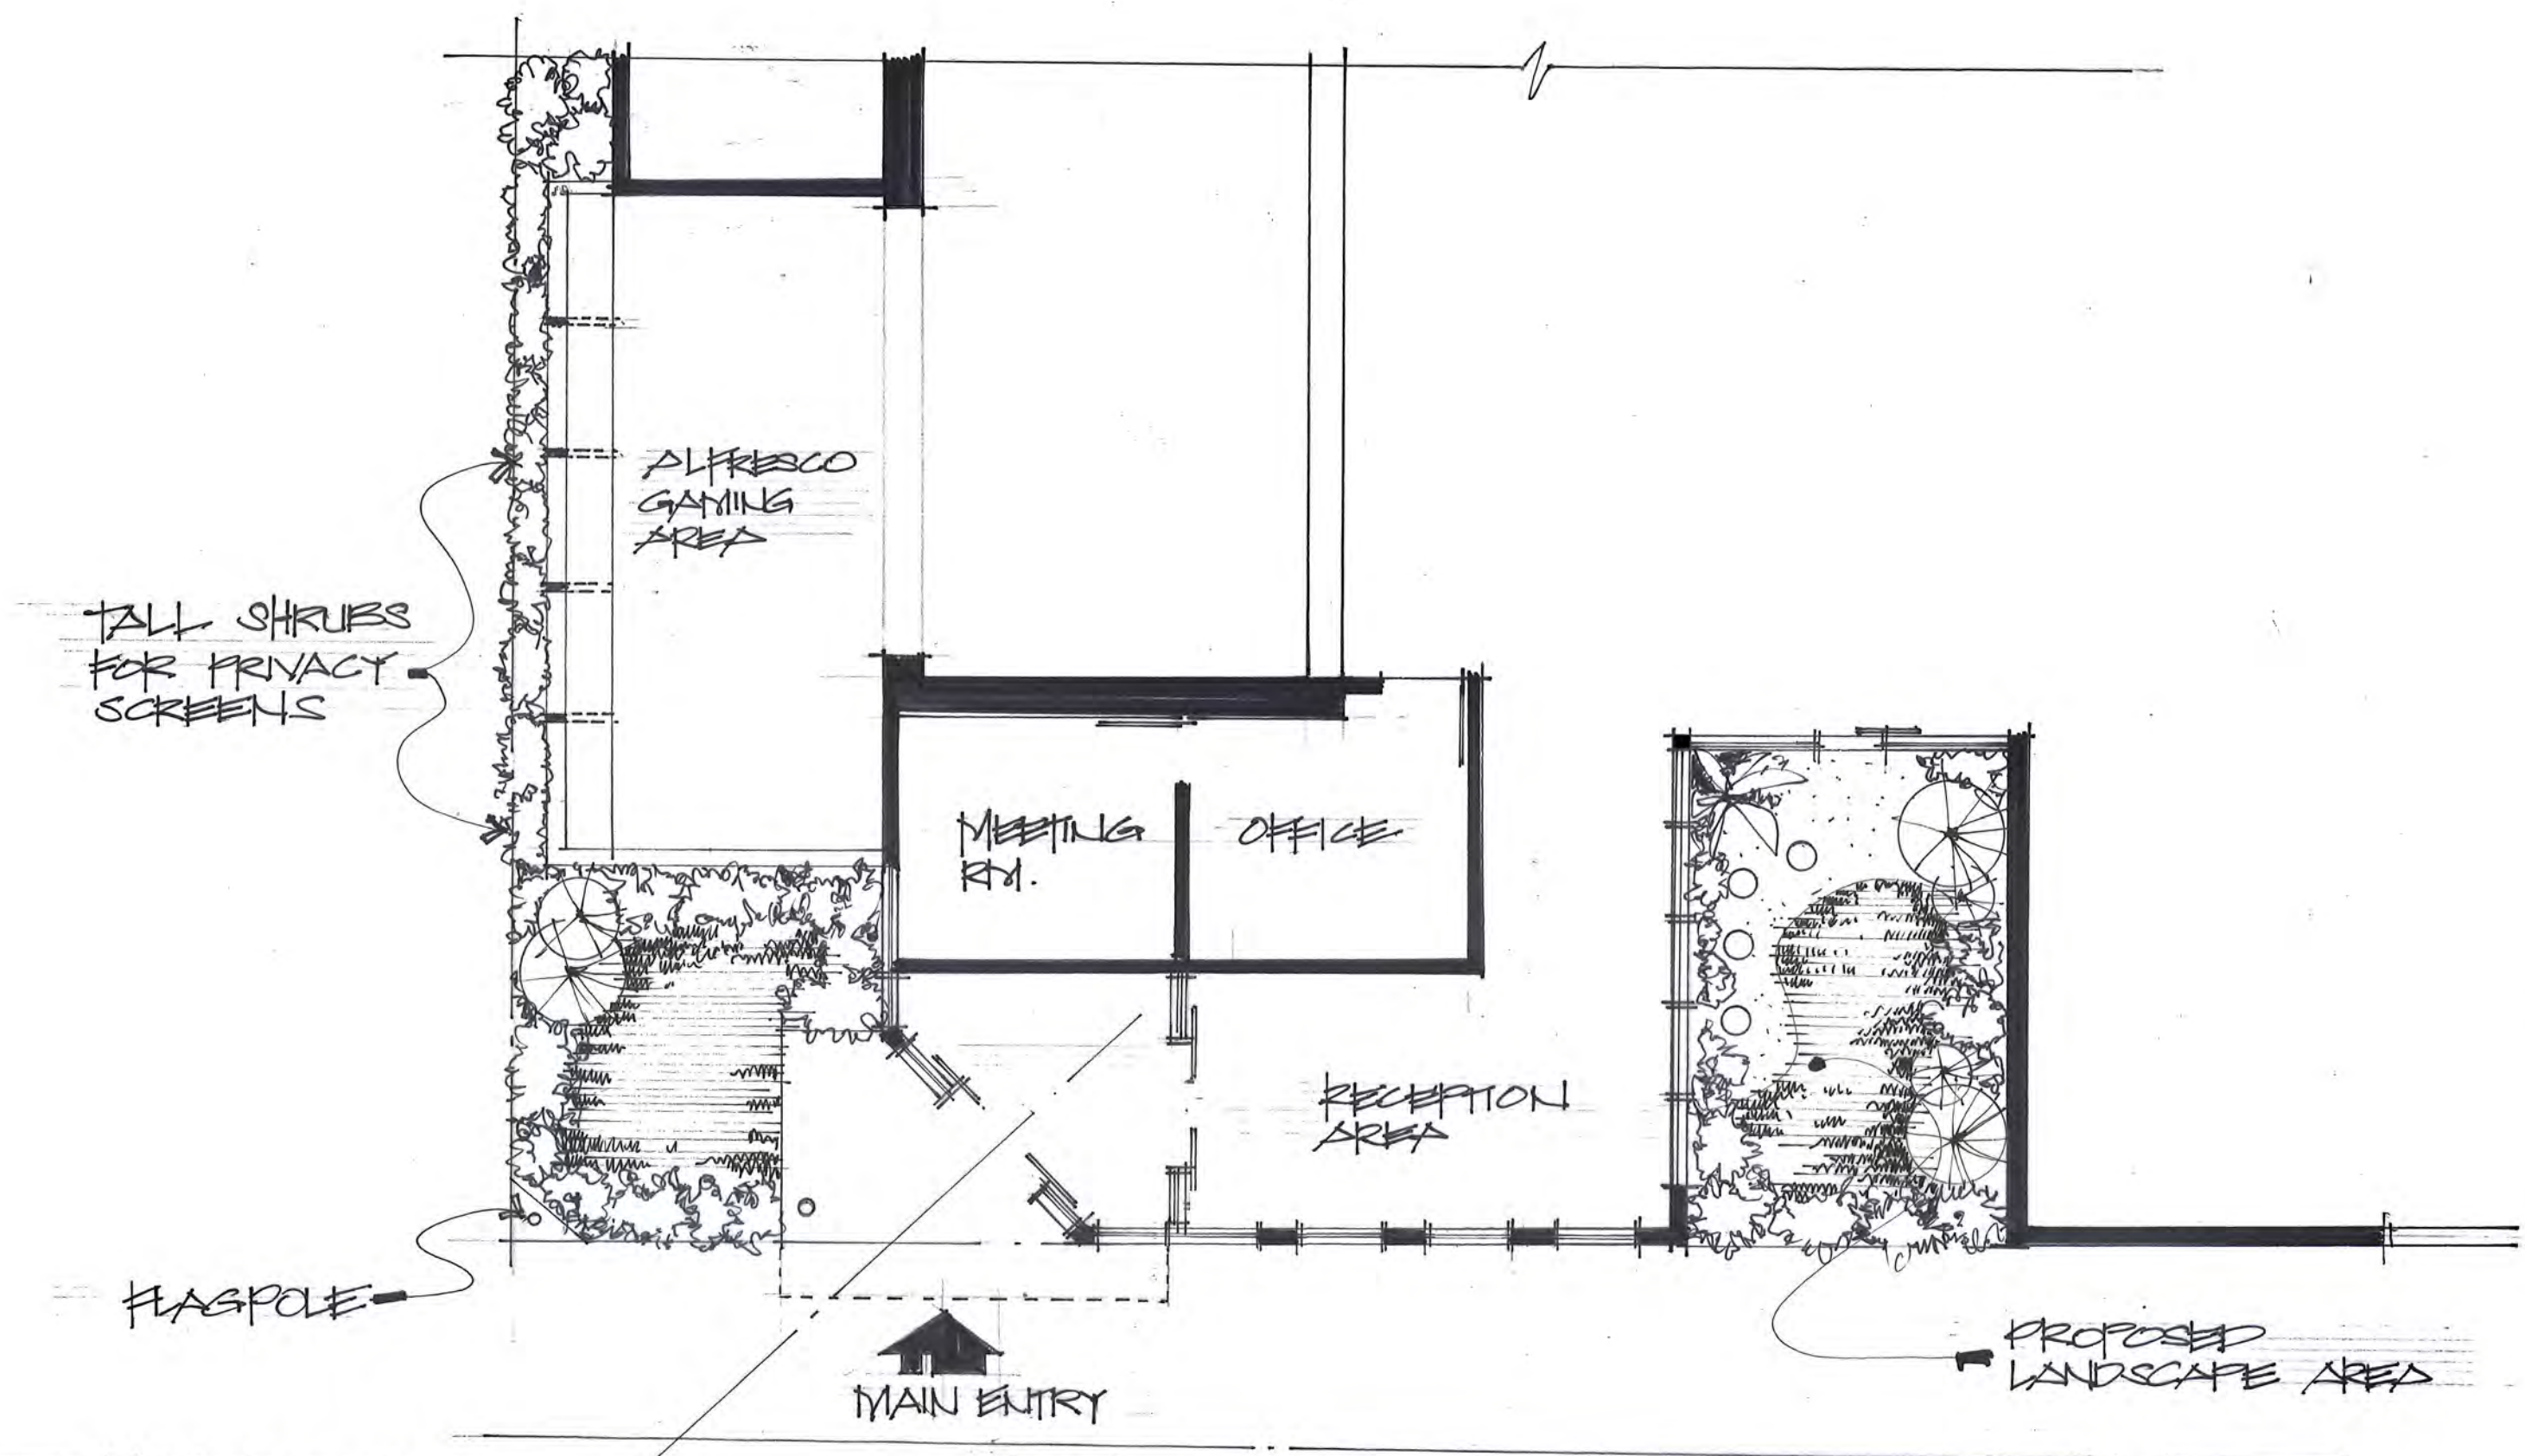 ALFRESCO
GAMING
AREA
TALL SHRUBS
FOR PRIVACY
SCREENS
MEETING
RM.
OFFICE
RECEPTION
AREA
FLAGPOLE
MAIN ENTRY
PROPOSED
LANDSCAPE AREA